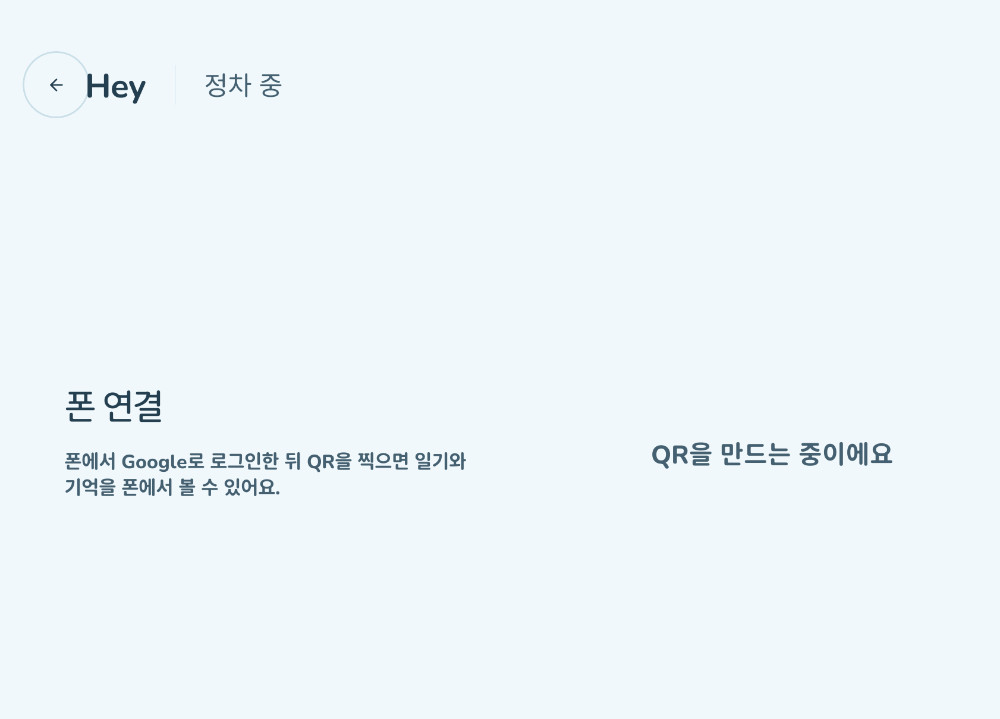 Hey
정차 중
폰 연결
폰에서 Google로 로그인한 뒤 QR을 찍으면 일기와
기억을 폰에서 볼 수 있어요.
QR을 만드는 중이에요